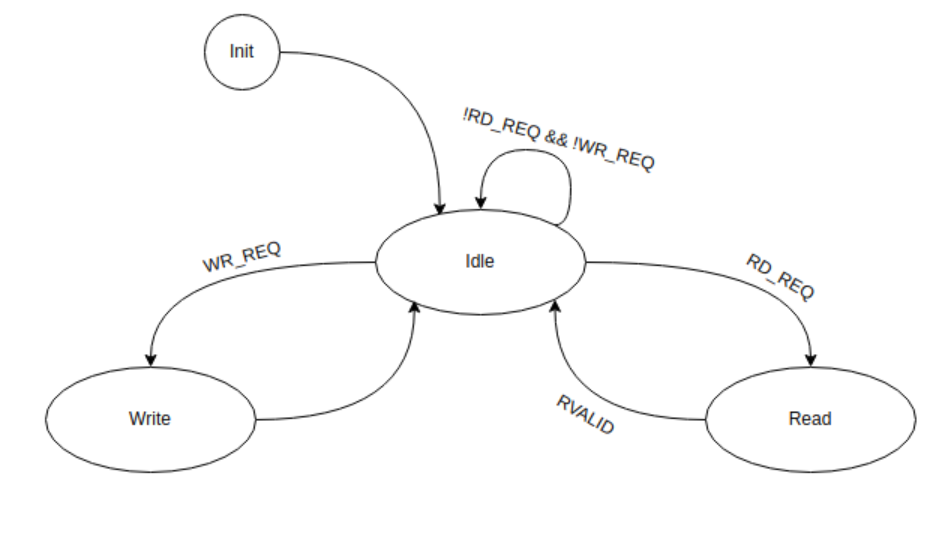 Init
!RD_REQ && !WR_REQ
WR_REQ
Idle
RD_REQ
Write
RVALID
Read